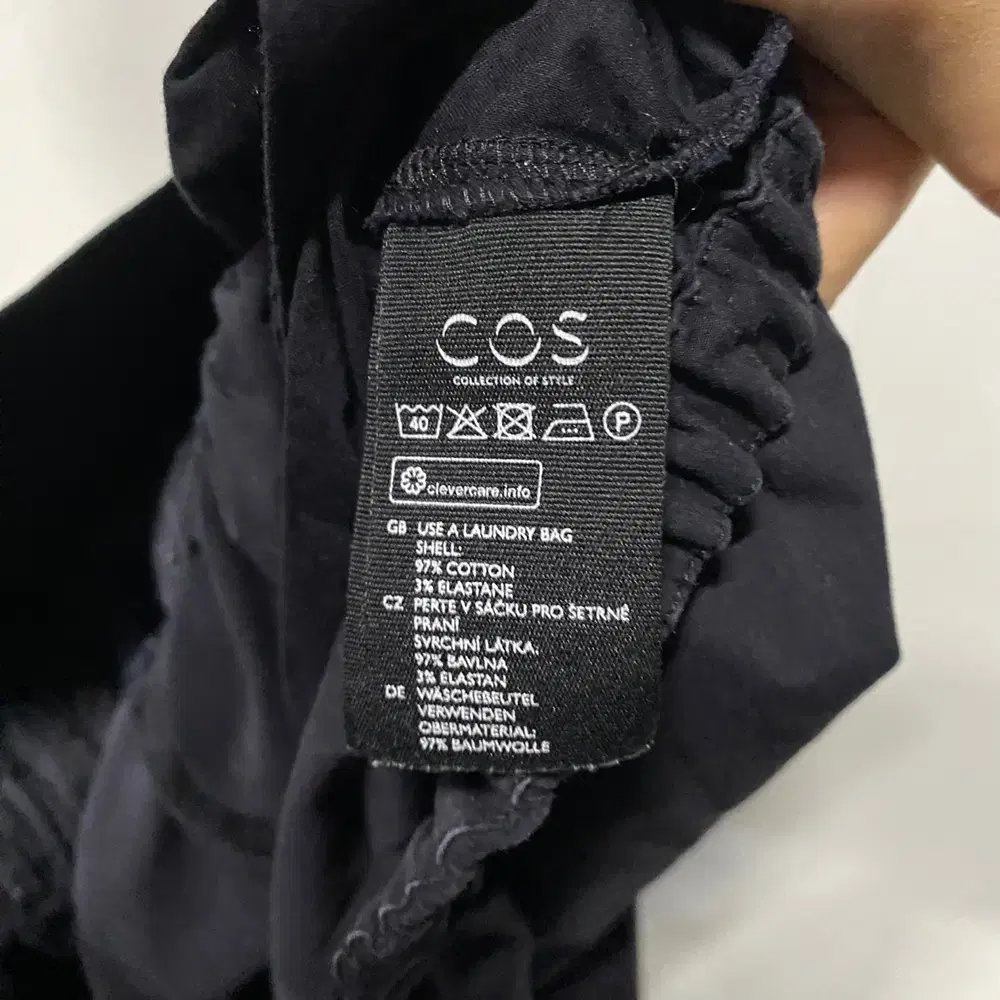 COS
COLLECTION OF STYLE
40
P
clevercare.info
GB USE A LAUNDRY BAG
SHELL:
97% COTTON
3% ELASTANE
CZ PERTE V SÁČKU PRO ŠETRNÉ
PRANÍ
SVRCHNÍ LÁTKA:
97% BAVLNA
3% ELASTAN
DE WÄSCHEBEUTEL
VERWENDEN
OBERMATERIAL:
97% BAUMWOLLE